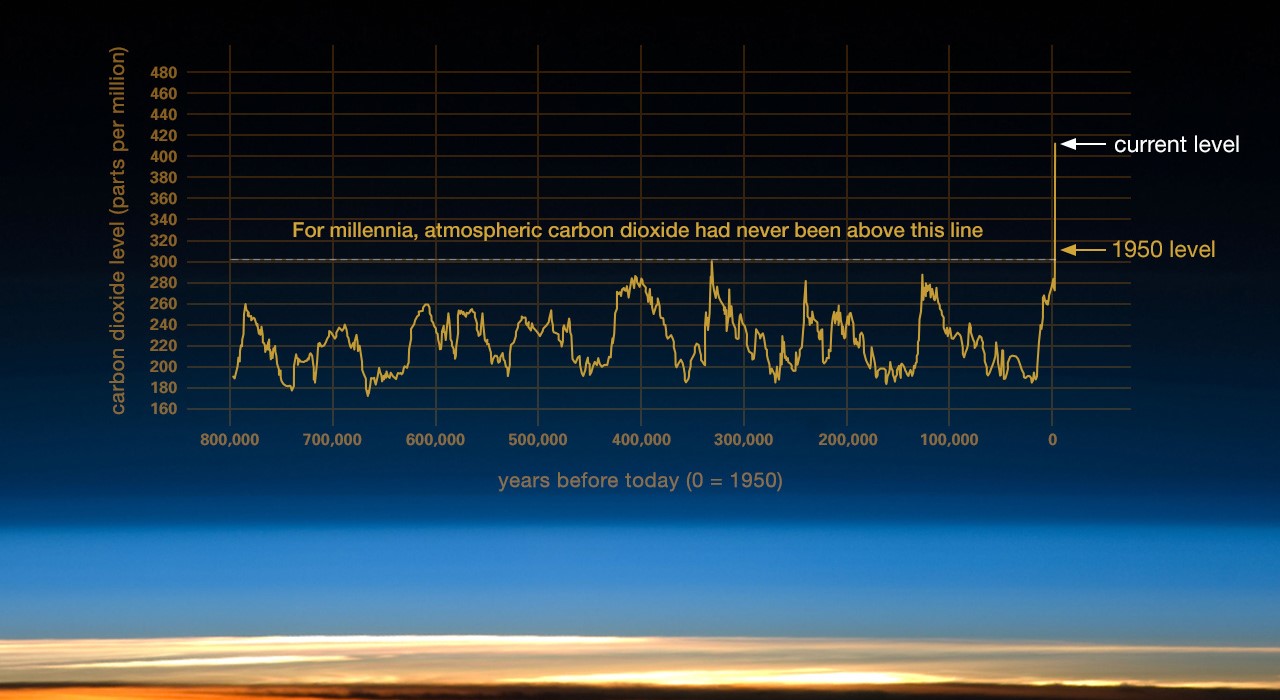 carbon dioxide level (parts per million)
480
460
440
420
400
380
360
340
320
300
280
260
240
220
200
180
160
current level
For millennia, atmospheric carbon dioxide had never been above this line
1950 level
800,000 700,000 600,000 500,000 400,000 300,000 200,000 100,000 0
years before today (0 = 1950)